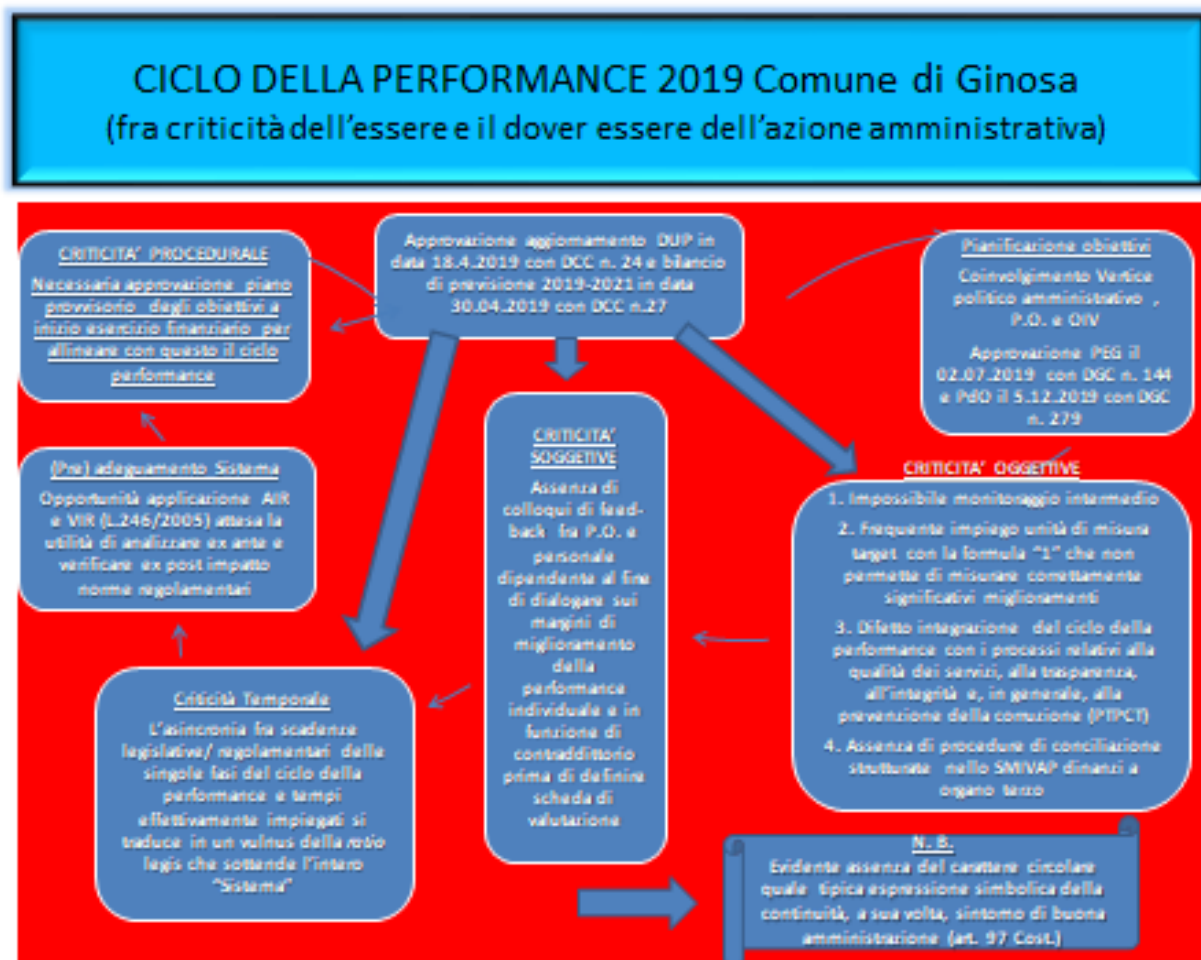 CICLO DELLA PERFORMANCE 2019 Comune di Ginosa
(fra criticità dell'essere e il dover essere dell'azione amministrativa)
CRITICITA' PROCEDURALE
Necessaria approvazione piano
provvisorio degli obiettivi a
inizio esercizio finanziario per
allineare con questo il ciclo
performance
Approvazione aggiornamento DUP in
data 18.4.2019 con DCC n. 24 e bilancio
di previsione 2019-2021 in data
30.04.2019 con DCC n.27
Pianificazione obiettivi
Coinvolgimento Vertice
politico amministrativo ,
P.O. e OIV
Approvazione PEG il
02.07.2019 con DGC n. 144
e PdO il 5.12.2019 con DGC
n. 279
(Pre) adeguamento Sistema
Opportunità applicazione AIR
e VIR (L.246/2005) attesa la
utilità di analizzare ex ante e
verificare ex post impatto
norme regolamentari
CRITICITA'
SOGGETIVE
Assenza di
colloqui di feed-
back fra P.O. e
personale
dipendente al fine
di dialogare sui
margini di
miglioramento
della
performance
individuale e in
funzione di
contraddittorio
prima di definire
scheda di
valutazione
CRITICITA' OGGETTIVE
1. Impossibile monitoraggio intermedio
2. Frequente impiego unità di misura
target con la formula "1" che non
permette di misurare correttamente
significativi miglioramenti
3. Difetto integrazione del ciclo della
performance con i processi relativi alla
qualità dei servizi, alla trasparenza,
all'integrità e, in generale, alla
prevenzione della corruzione (PTPCT)
4. Assenza di procedure di conciliazione
strutturate nello SMIVAP dinanzi a
organo terzo
Criticità Temporale
L'asincronia fra scadenze
legislative/ regolamentari delle
singole fasi del ciclo della
performance e tempi
effettivamente impiegati si
traduce in un vulnus della ratio
legis che sottende l'intero
"Sistema"
N. B.
Evidente assenza del carattere circolare
quale tipica espressione simbolica della
continuità, a sua volta, sintomo di buona
amministrazione (art. 97 Cost.)